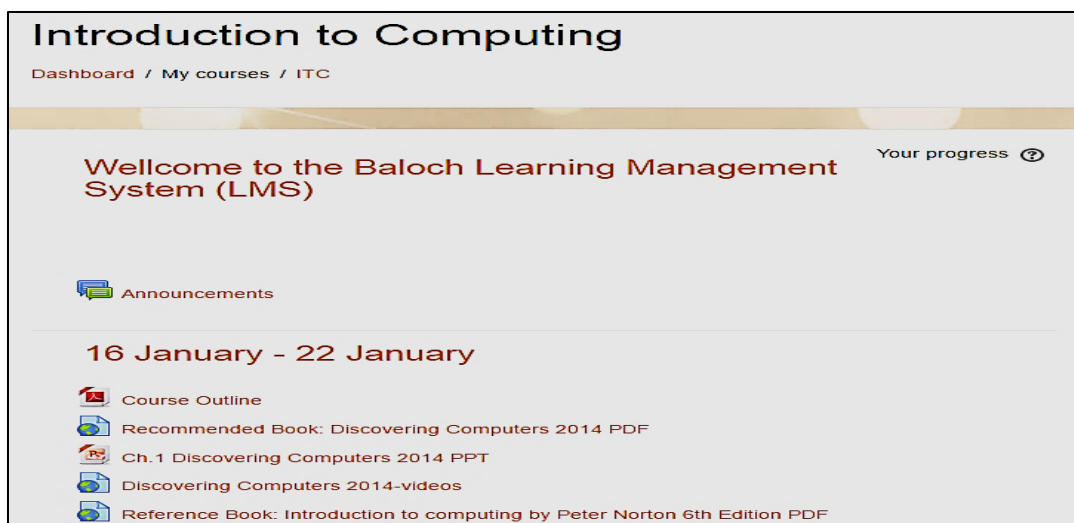 Introduction to Computing
Dashboard / My courses / ITC
Your progress
Wellcome to the Baloch Learning Management
System (LMS)
Announcements
16 January - 22 January
Course Outline
Recommended Book: Discovering Computers 2014 PDF
Ch.1 Discovering Computers 2014 PPT
Discovering Computers 2014-videos
Reference Book: Introduction to computing by Peter Norton 6th Edition PDF